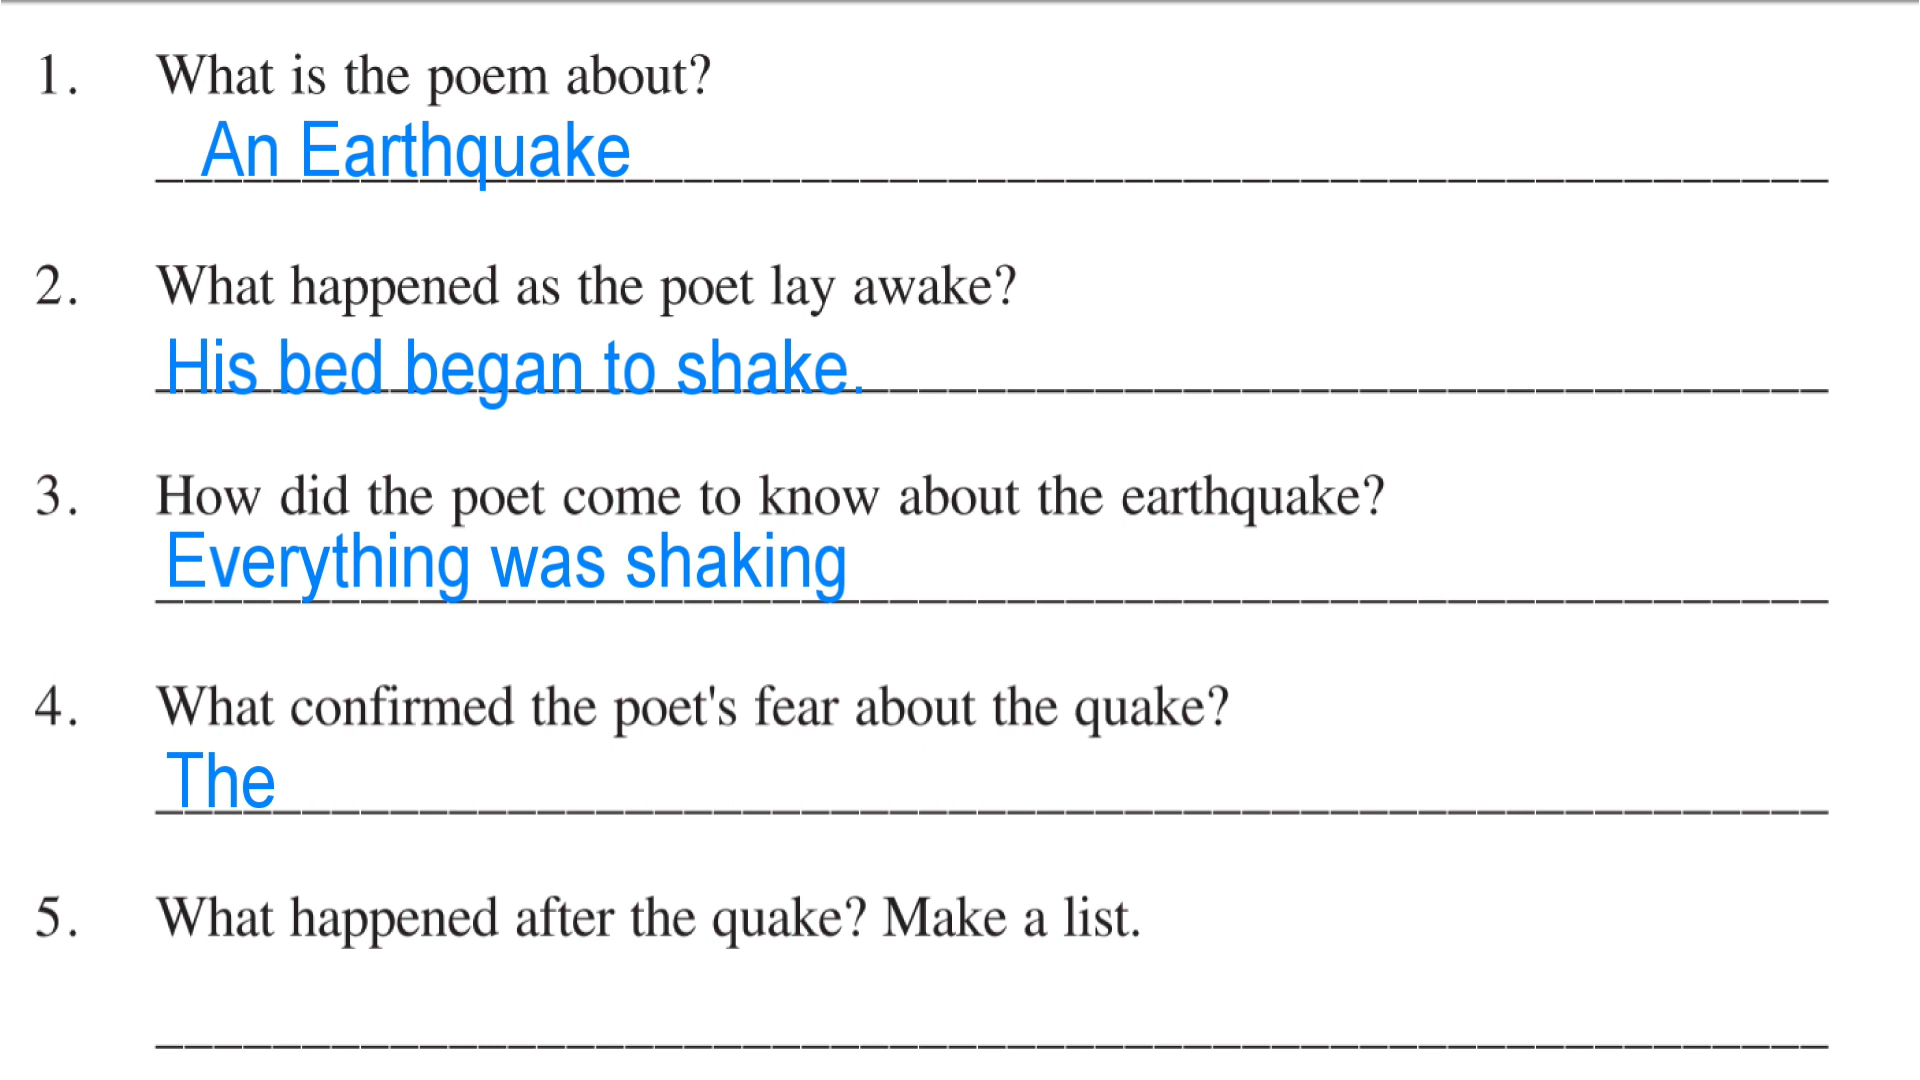 1. What is the poem about?
An Earthquake
2. What happened as the poet lay awake?
His bed began to shake.
3. How did the poet come to know about the earthquake?
Everything was shaking
4. What confirmed the poet's fear about the quake?
The
5. What happened after the quake? Make a list.